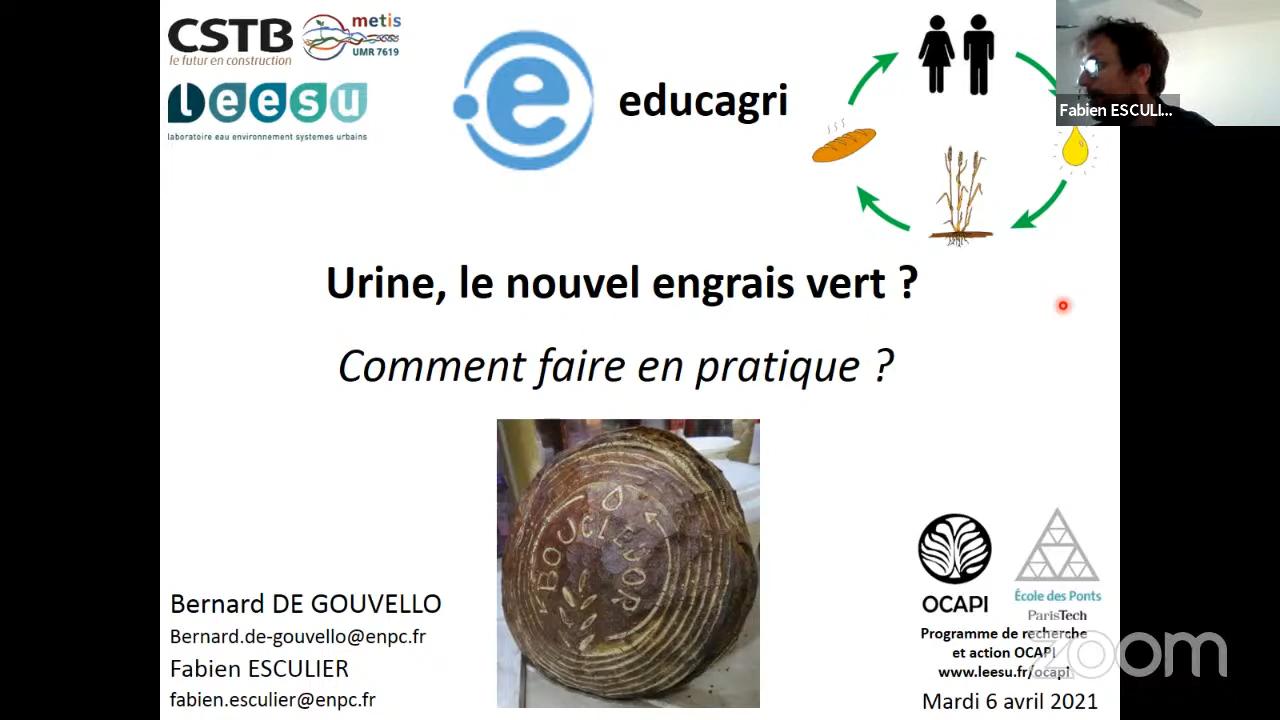 CSTB
le futur en construction
metis
UMR 7619
Leesu
laboratoire eau environnement systemes urbains
e
educagri
Fabien ESCULI...
Urine, le nouvel engrais vert ?
Comment faire en pratique ?
BOUCLEDOR
Bernard DE GOUVELLO
Bernard.de-gouvello@enpc.fr
Fabien ESCULIER
fabien.esculier@enpc.fr
OCAPI
École des Ponts
ParisTech
Programme de recherche
et action OCAPI
www.leesu.fr/ocapi
zoom
Mardi 6 avril 2021